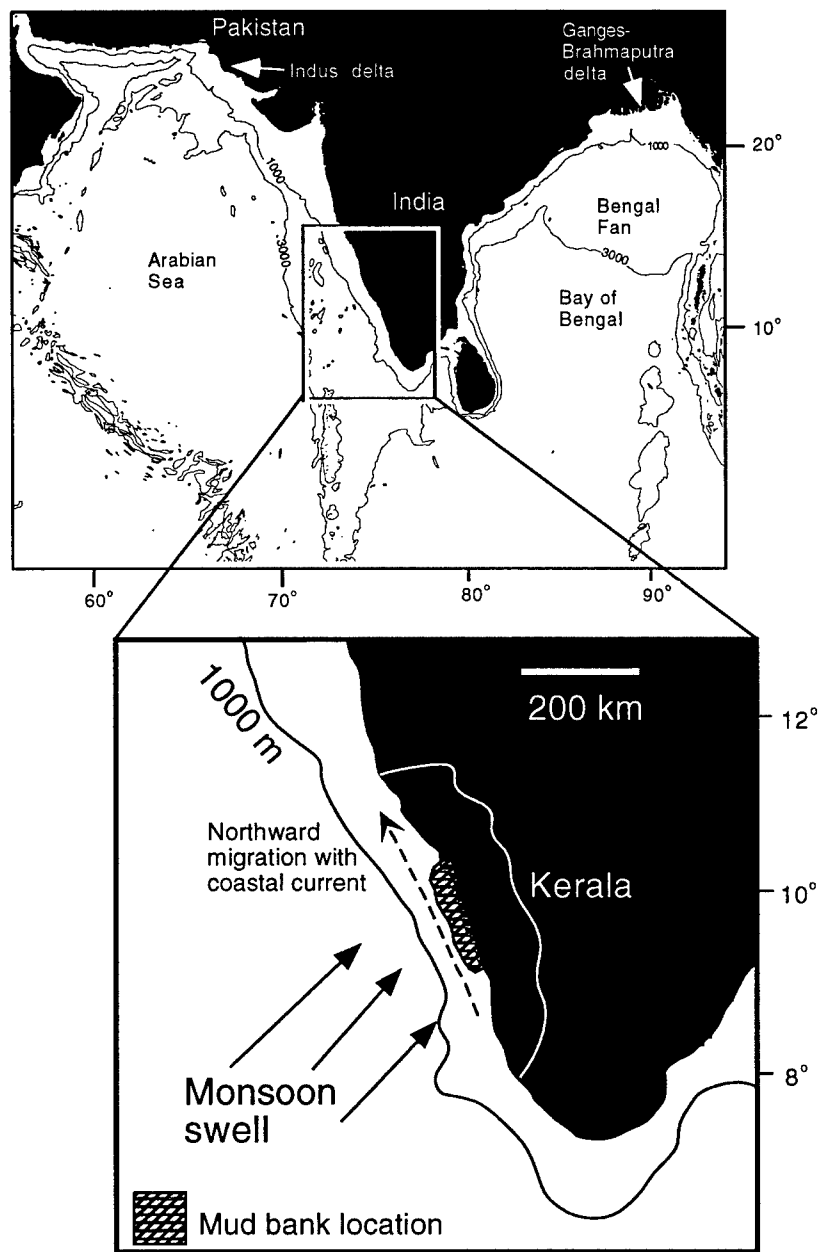 Pakistan
Indus delta
Ganges-
Brahmaputra
delta
20°
1000
1000
India
Bengal
Fan
3000
Arabian
Sea
3000
Bay of
Bengal
10°
60°
70°
80°
90°
1000 m
200 km
12°
Northward
migration with
coastal current
Kerala
10°
Monsoon
swell
8°
Mud bank location